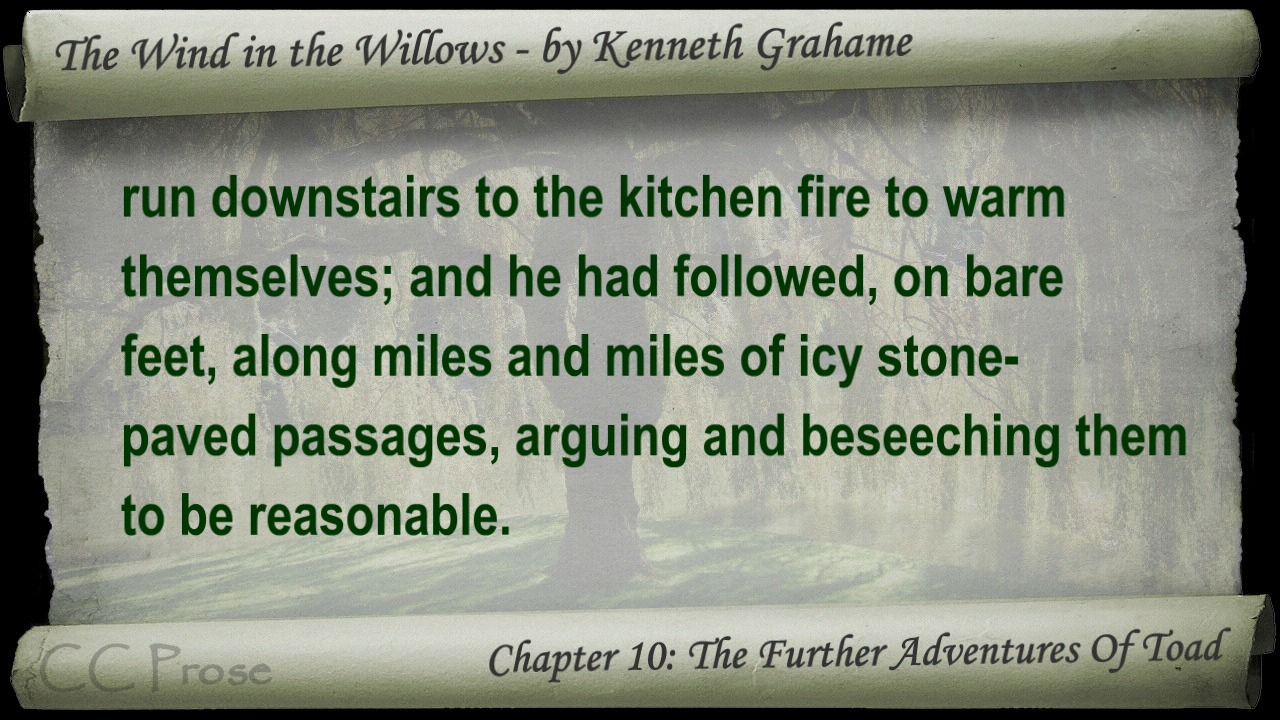 The Wind in the Willows - by Kenneth Grahame
run downstairs to the kitchen fire to warm
themselves; and he had followed, on bare
feet, along miles and miles of icy stone-
paved passages, arguing and beseeching them
to be reasonable.
Chapter 10: The Further Adventures Of Toad
CC Prose